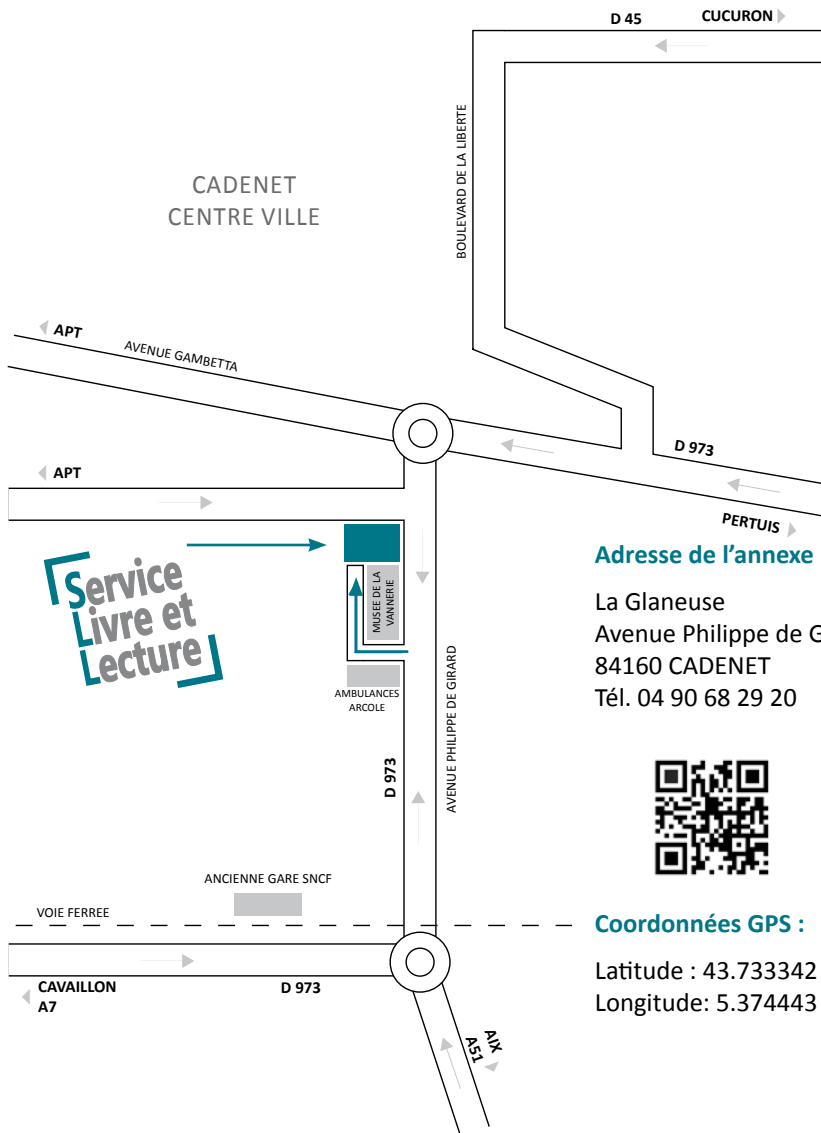 D 45
CUCURON
BOULEVARD DE LA LIBERTE
CADENET
CENTRE VILLE
APT
AVENUE GAMBETTA
D 973
APT
PERTUIS
Service
Livre et
Lecture
MUSEE DE LA
VANNERIE
AMBULANCES
ARCOLE
AVENUE PHILIPPE DE GIRARD
D 973
Adresse de l’annexe
La Glaneuse
Avenue Philippe de G
84160 CADENET
Tél. 04 90 68 29 20
ANCIENNE GARE SNCF
VOIE FERREE
Coordonnées GPS :
Latitude : 43.733342
Longitude: 5.374443
CAVAILLON
A7
D 973
AIX
A51